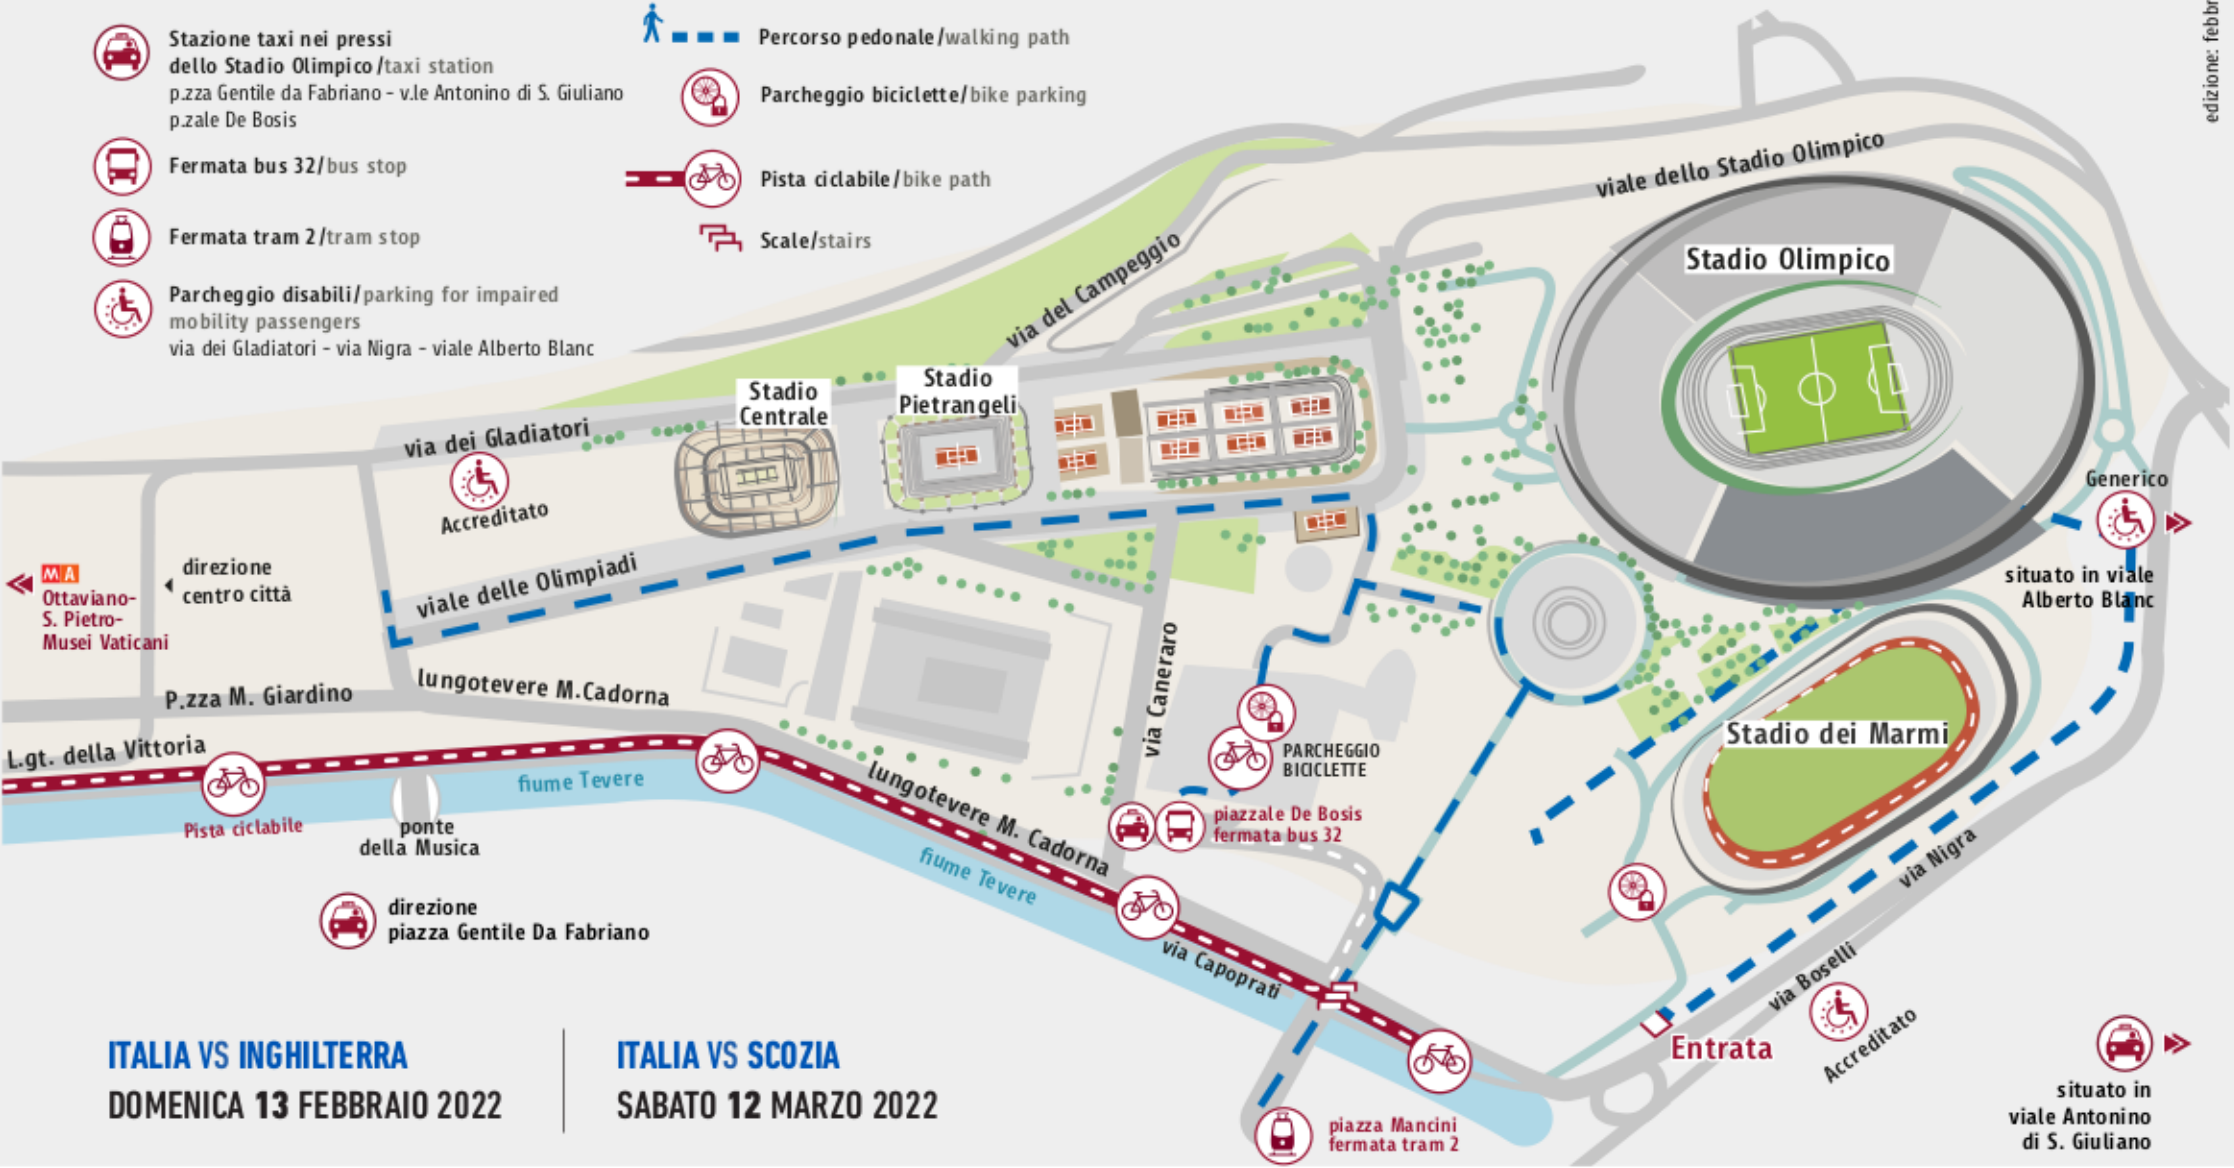 Stazione taxi nei pressi
dello Stadio Olimpico/taxi station
p.zza Gentile da Fabriano - v.le Antonino di S. Giuliano
p.zale De Bosis
Fermata bus 32/bus stop
Fermata tram 2/tram stop
Parcheggio disabili/parking for impaired
mobility passengers
via dei Gladiatori - via Nigra - viale Alberto Blanc
Percorso pedonale/walking path
Parcheggio biciclette/bike parking
Pista ciclabile/bike path
Scale/stairs
edizione:
viale dello Stadio Olimpico
Stadio Olimpico
via del Campeggio
Stadio
Centrale
Stadio
Pietrangeli
via dei Gladiatori
Accreditato
Generico
situato in viale
Alberto Blanc
M A
Ottaviano-
S. Pietro-
Musei Vaticani
direzione
centro città
viale delle Olimpiadi
P.zza M. Giardino
lungotevere M.Cadorna
via Caneraro
L.gt. della Vittoria
Pista ciclabile
fiume Tevere
ponte
della Musica
PARCHEGGIO
BICICLETTE
Stadio dei Marmi
lungotevere M. Cadorna
piazzale De Bosis
fermata bus 32
fiume Tevere
via Nigra
direzione
piazza Gentile Da Fabriano
via Capoprati
via Boselli
Accreditato
Entrata
ITALIA VS INGHILTERRA
DOMENICA 13 FEBBRAIO 2022
ITALIA VS SCOZIA
SABATO 12 MARZO 2022
piazza Mancini
fermata tram 2
situato in
viale Antonino
di S. Giuliano